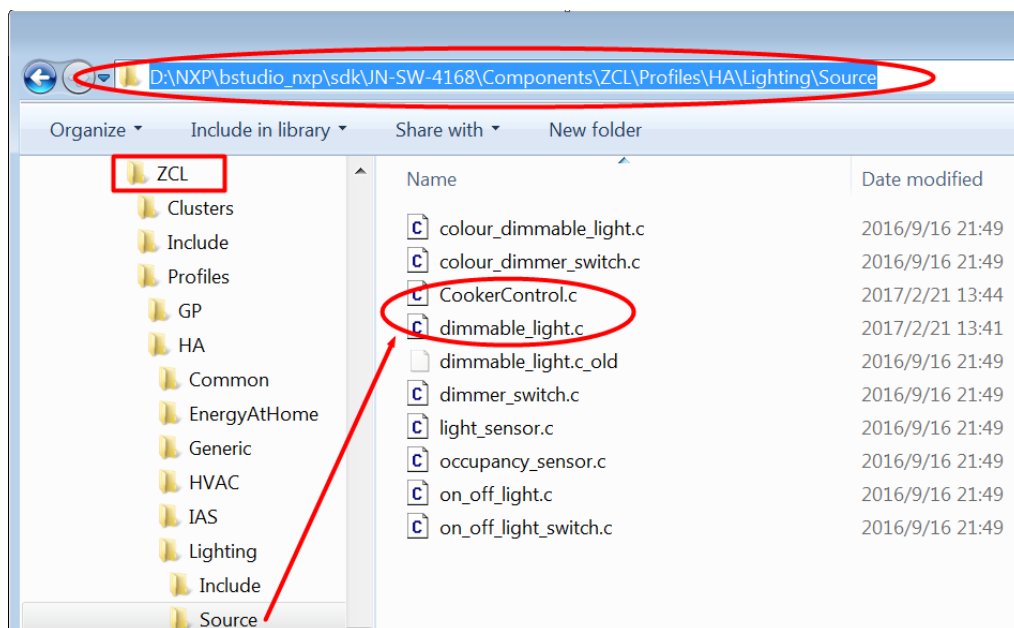 D:\NXP\bstudio_nxp\sdk\JN-SW-4168\Components\ZCL\Profiles\HA\Lighting\Source
Organize Include in library Share with New folder
ZCL
Clusters
Include
Profiles
GP
HA
Common
EnergyAtHome
Generic
HVAC
IAS
Lighting
Include
Source
Name Date modified
colour_dimmable_light.c 2016/9/16 21:49
colour_dimmer_switch.c 2016/9/16 21:49
CookerControl.c 2017/2/21 13:44
dimmable_light.c 2017/2/21 13:41
dimmable_light.c_old 2016/9/16 21:49
dimmer_switch.c 2016/9/16 21:49
light_sensor.c 2016/9/16 21:49
occupancy_sensor.c 2016/9/16 21:49
on_off_light.c 2016/9/16 21:49
on_off_light_switch.c 2016/9/16 21:49